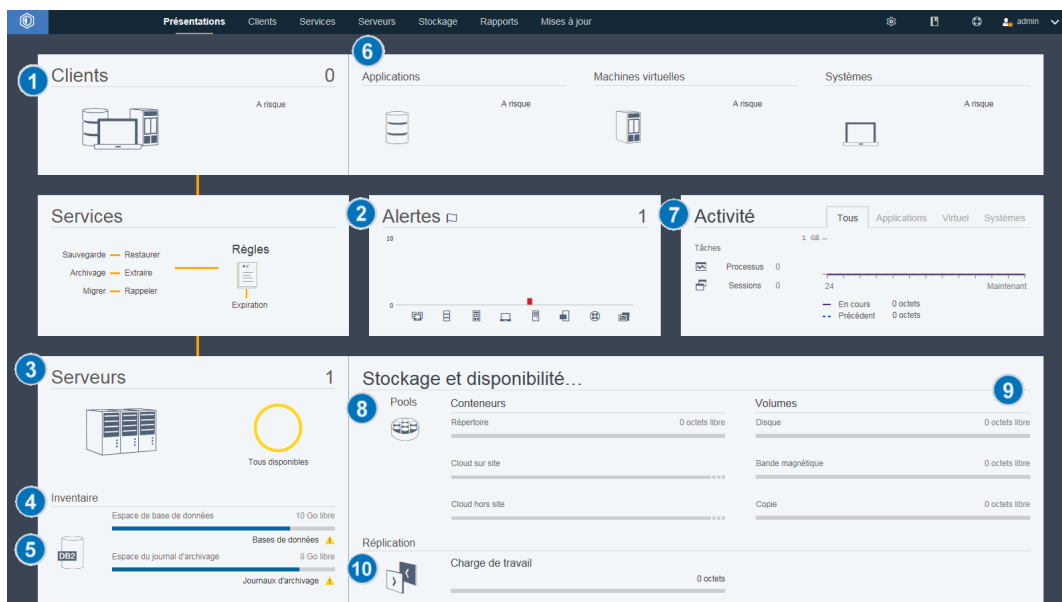 Présentations Clients Services Serveurs Stockage Rapports Mises à jour admin
6
1 Clients 0
Applications Machines virtuelles Systèmes
A risque A risque A risque A risque
Services
Sauvegarde Restaurer
Archivage Extraire
Migrer Rappeler
Règles
Expiration
2 Alertes 1
10
0
7 Activité Tous Applications Virtuel Systèmes
Tâches
Processus 0
Sessions 0
1 GB
24 Maintenant
En cours 0 octets
Précédent 0 octets
3 Serveurs 1
Tous disponibles
4 Inventaire
Espace de base de données 10 Go libre
Bases de données
5 DB2
Espace du journal d'archivage 8 Go libre
Journaux d'archivage
Stockage et disponibilité...
9
8 Pools Conteneurs Volumes
Répertoire 0 octets libre Disque 0 octets libre
Cloud sur site Bande magnétique 0 octets libre
Cloud hors site Copie 0 octets libre
Réplication
10 Charge de travail
0 octets